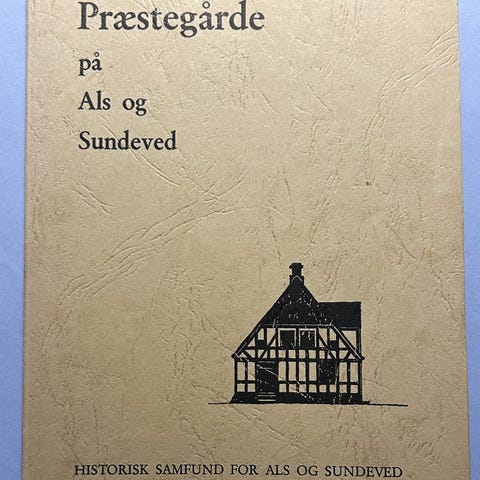 Præstegårde
på
Als og
Sundeved
HISTORISK SAMFUND FOR ALS OG SUNDEVED